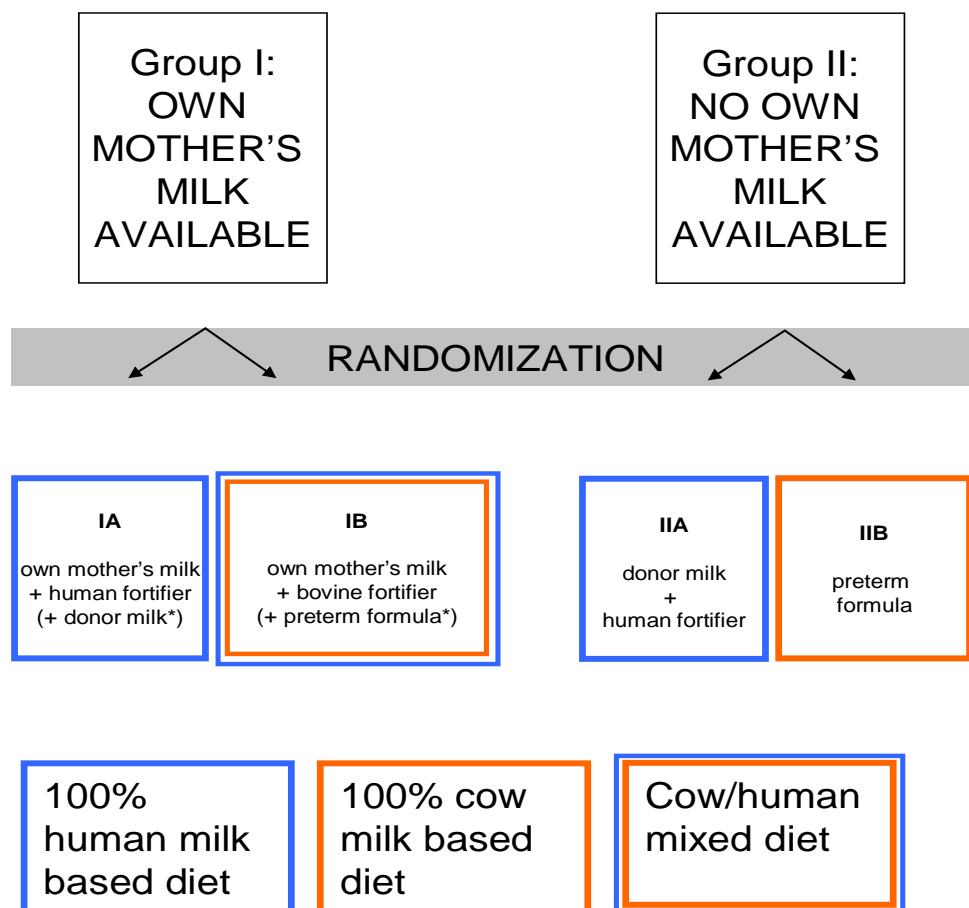 Group I:
OWN
MOTHER'S
MILK
AVAILABLE
Group II:
NO OWN
MOTHER'S
MILK
AVAILABLE
RANDOMIZATION
IA
own mother's milk
+ human fortifier
(+ donor milk*)
IB
own mother's milk
+ bovine fortifier
(+ preterm formula*)
IIA
donor milk
+
human fortifier
IIB
preterm
formula
100%
human milk
based diet
100% cow
milk based
diet
Cow/human
mixed diet